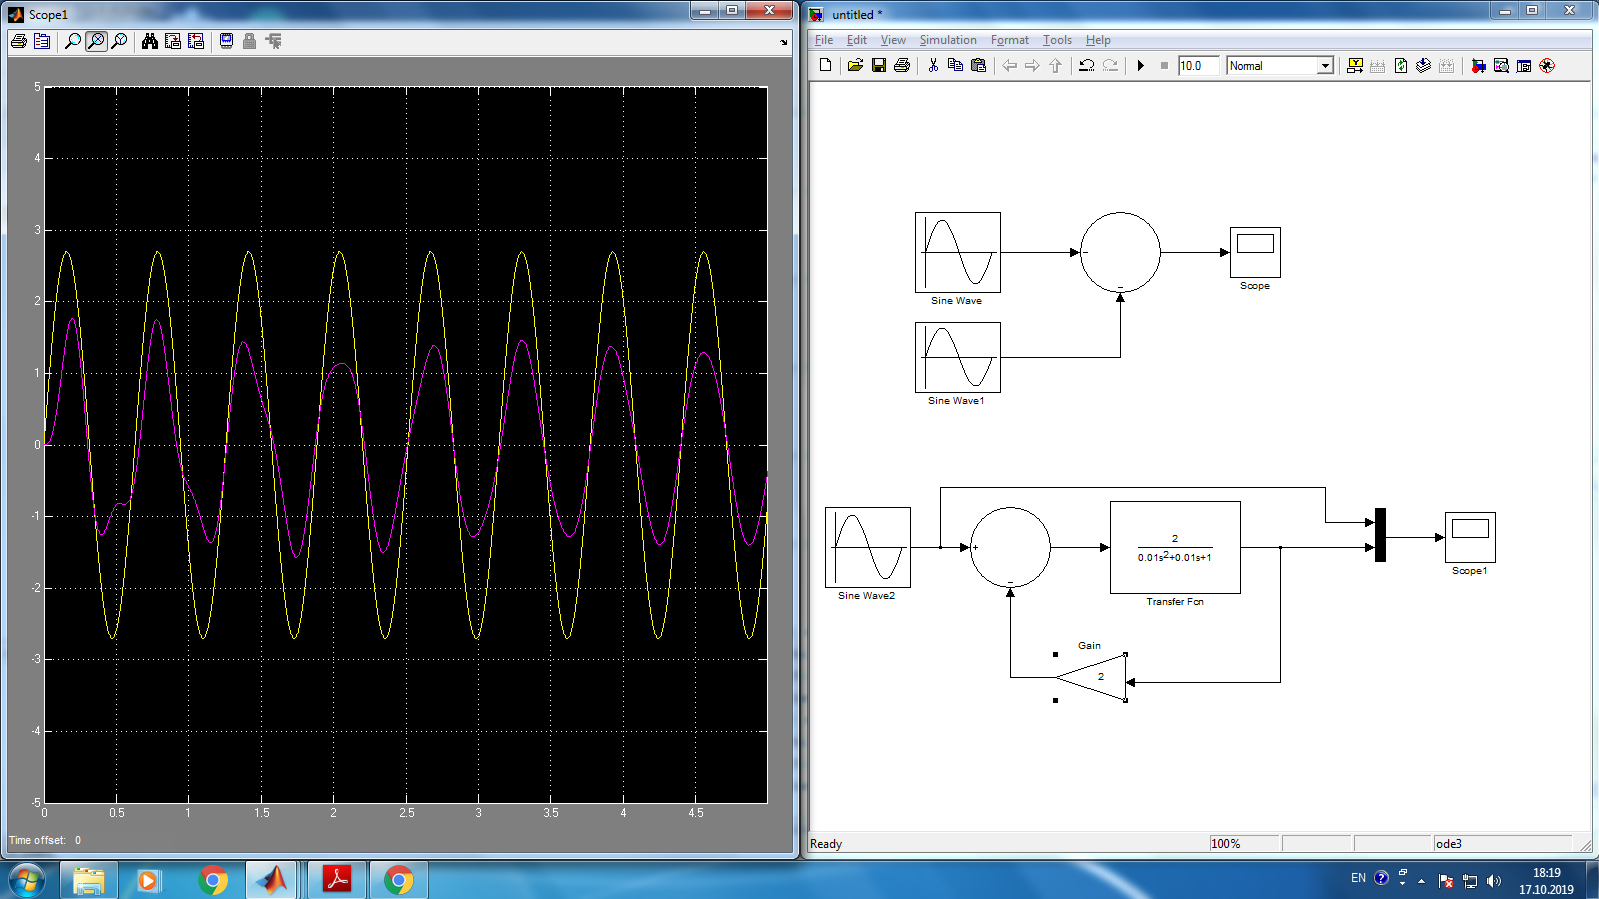 Scope1
5
4
3
2
1
0
-1
-2
-3
-4
-5
0 0.5 1 1.5 2 2.5 3 3.5 4 4.5
Time offset: 0
untitled *
File Edit View Simulation Format Tools Help
10.0 Normal
Sine Wave
Scope
Sine Wave1
2
0.01s2+0.01s+1
Transfer Fcn
Sine Wave2
Scope1
Gain
2
Ready 100% ode3
EN 18:19
17.10.2019